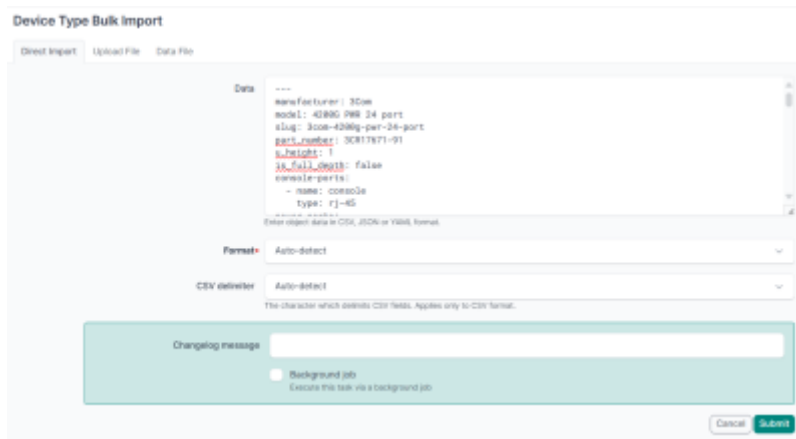 Device Type Bulk Import
Direct Import Upload File Data File
Data
---
manufacturer: 3Com
model: 4200G PWR 24 port
slug: 3com-4200g-pwr-24-port
part_number: 3CR17671-91
u_height: 1
is_full_depth: false
console-ports:
- name: console
type: rj-45
Enter object data in CSV, JSON or YAML format.
Format* Auto-detect
CSV delimiter Auto-detect
The character which delimits CSV fields. Applies only to CSV format.
Changelog message
Background job
Execute this task via a background job
Cancel Submit